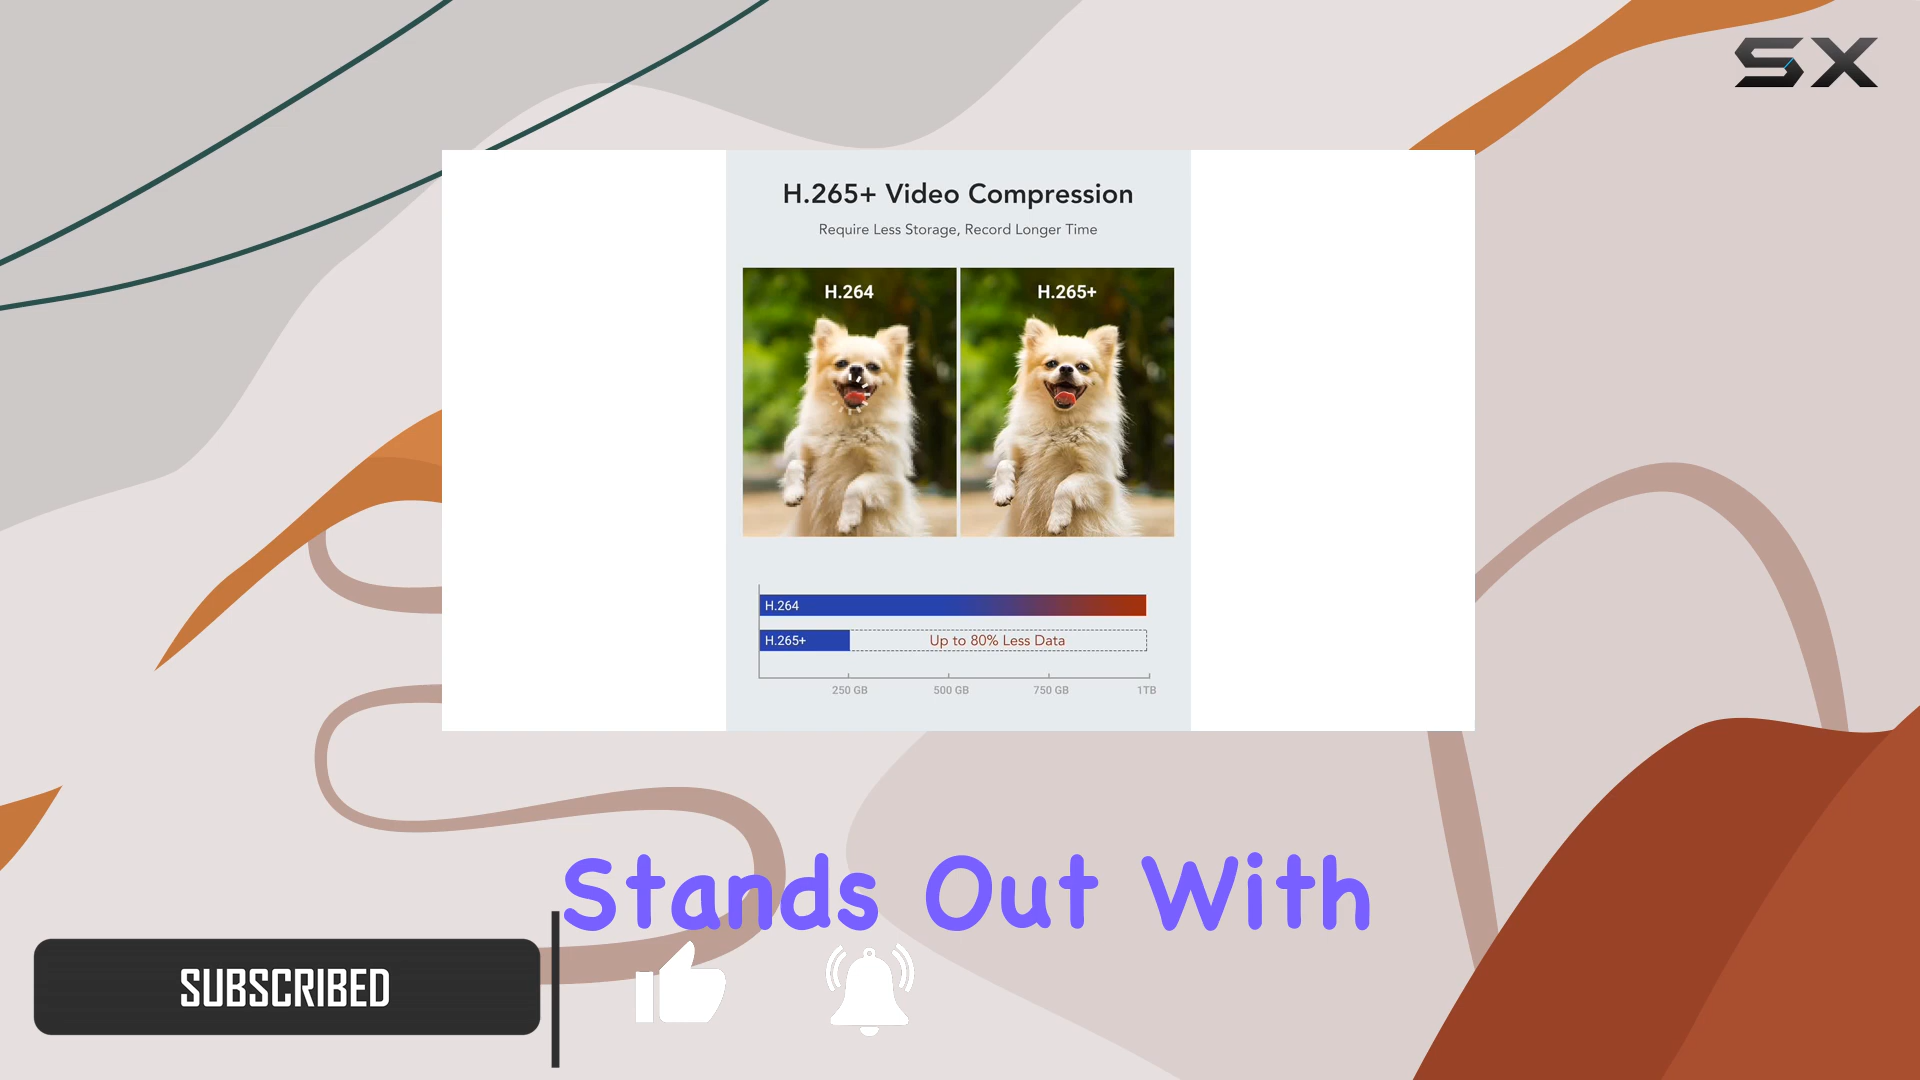 SX
H.265+ Video Compression
Require Less Storage, Record Longer Time
H.264
H.265+
H.264
H.265+
Up to 80% Less Data
250 GB
500 GB
750 GB
1TB
Stands Out With
SUBSCRIBED